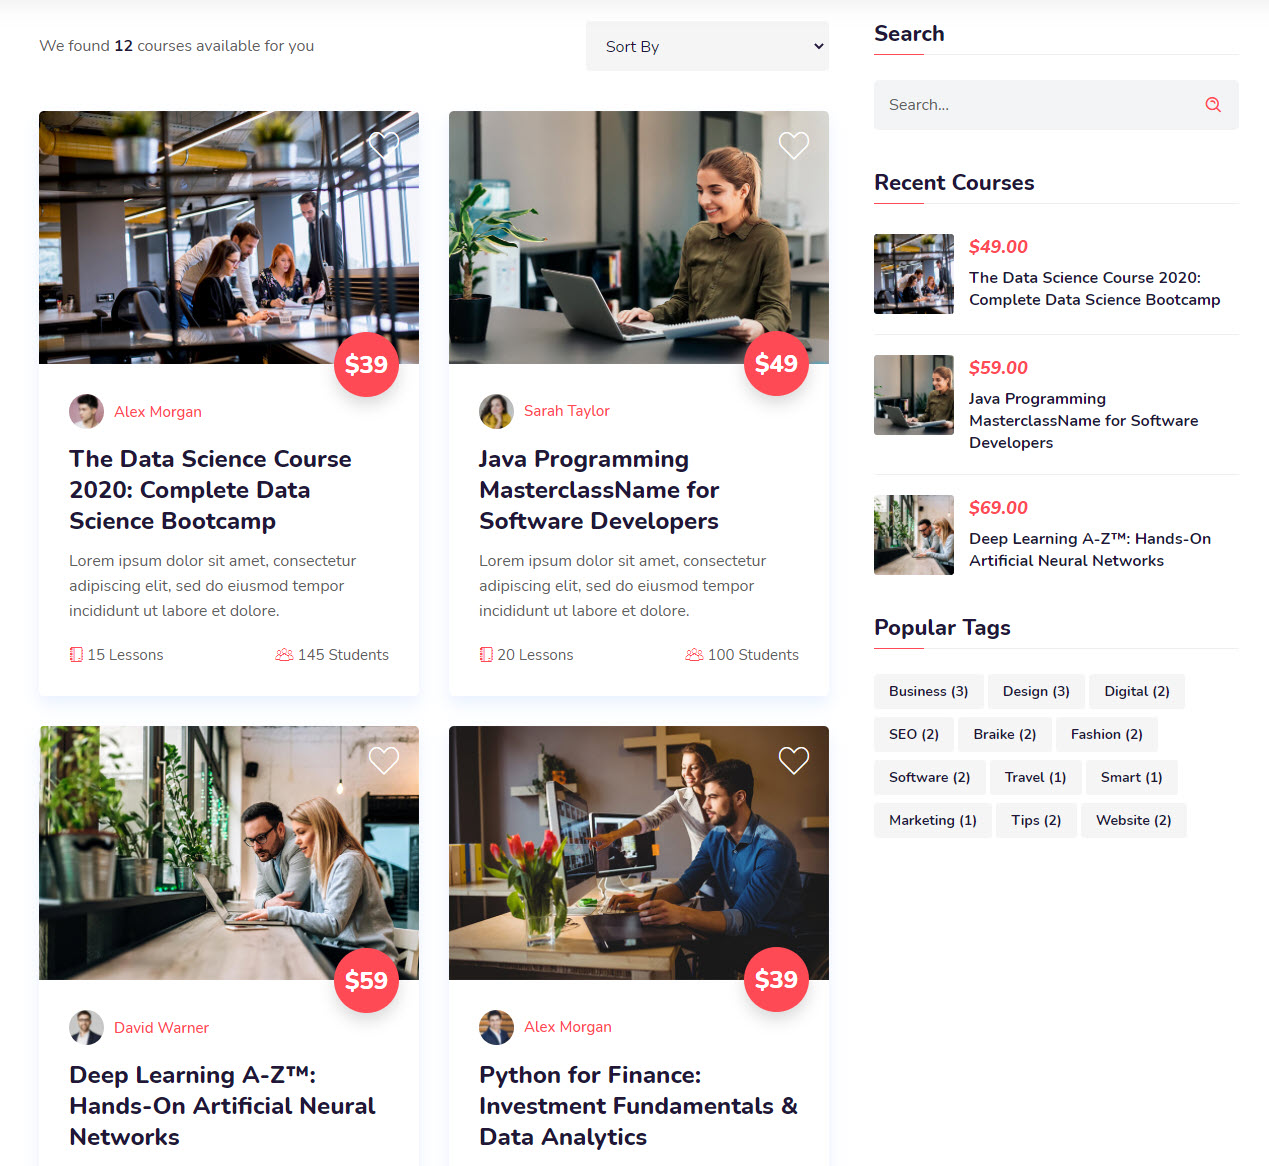 We found 12 courses available for you
Sort By
$39
Alex Morgan
The Data Science Course
2020: Complete Data
Science Bootcamp
Lorem ipsum dolor sit amet, consectetur
adipiscing elit, sed do eiusmod tempor
incididunt ut labore et dolore.
15 Lessons
145 Students
$49
Sarah Taylor
Java Programming
MasterclassName for
Software Developers
Lorem ipsum dolor sit amet, consectetur
adipiscing elit, sed do eiusmod tempor
incididunt ut labore et dolore.
20 Lessons
100 Students
$59
David Warner
Deep Learning A-Z™:
Hands-On Artificial Neural
Networks
$39
Alex Morgan
Python for Finance:
Investment Fundamentals &
Data Analytics
Search
Search...
Recent Courses
$49.00
The Data Science Course 2020:
Complete Data Science Bootcamp
$59.00
Java Programming
MasterclassName for Software
Developers
$69.00
Deep Learning A-Z™: Hands-On
Artificial Neural Networks
Popular Tags
Business (3)
Design (3)
Digital (2)
SEO (2)
Braike (2)
Fashion (2)
Software (2)
Travel (1)
Smart (1)
Marketing (1)
Tips (2)
Website (2)